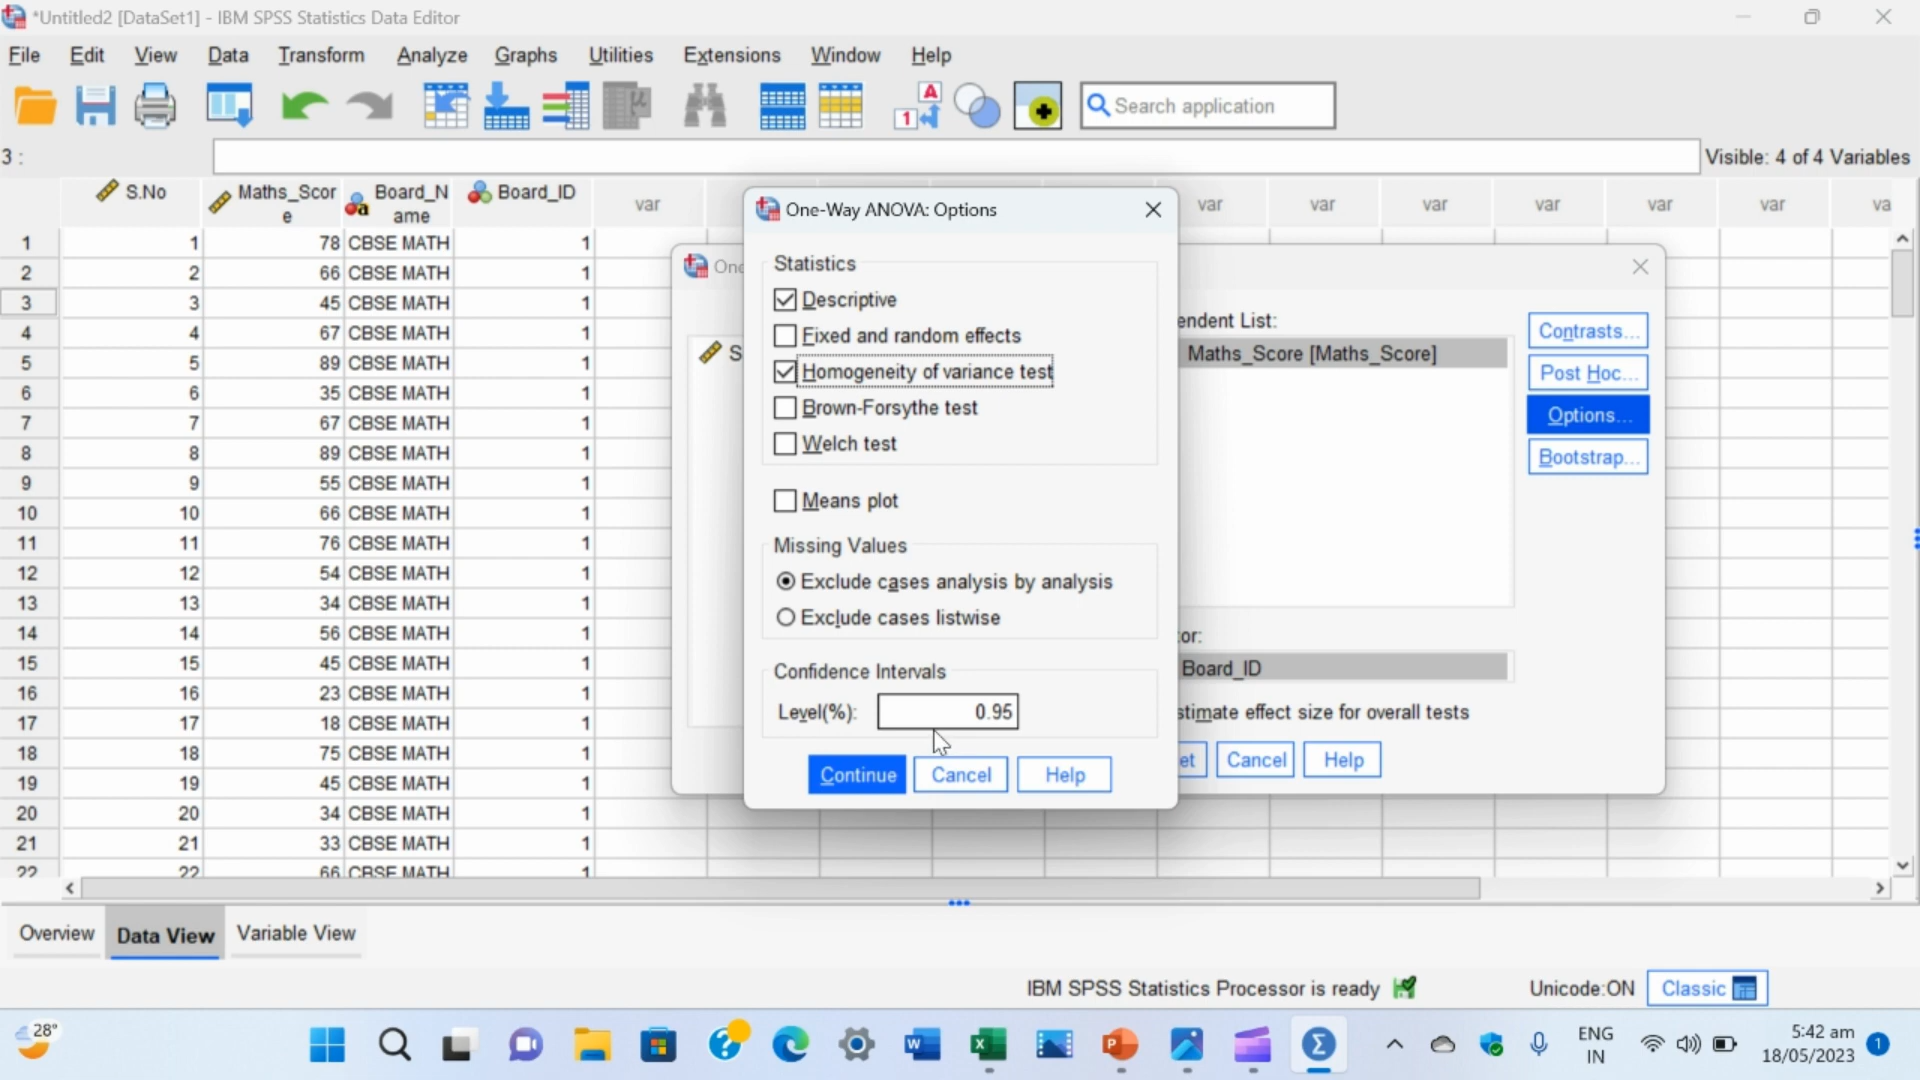 *Untitled2 [DataSet1] - IBM SPSS Statistics Data Editor
File Edit View Data Transform Analyze Graphs Utilities Extensions Window Help
Search application
3 : Visible: 4 of 4 Variables
S.No Maths_Score Board_Name Board_ID var var var var var var var va
1 1 78 CBSE MATH 1
2 2 66 CBSE MATH 1
3 3 45 CBSE MATH 1
4 4 67 CBSE MATH 1
5 5 89 CBSE MATH 1
6 6 35 CBSE MATH 1
7 7 67 CBSE MATH 1
8 8 89 CBSE MATH 1
9 9 55 CBSE MATH 1
10 10 66 CBSE MATH 1
11 11 76 CBSE MATH 1
12 12 54 CBSE MATH 1
13 13 34 CBSE MATH 1
14 14 56 CBSE MATH 1
15 15 45 CBSE MATH 1
16 16 23 CBSE MATH 1
17 17 18 CBSE MATH 1
18 18 75 CBSE MATH 1
19 19 45 CBSE MATH 1
20 20 34 CBSE MATH 1
21 21 33 CBSE MATH 1
22 22 66 CBSE MATH 1
One-Way ANOVA: Options
Statistics
Descriptive
Fixed and random effects
Homogeneity of variance test
Brown-Forsythe test
Welch test
Means plot
Missing Values
Exclude cases analysis by analysis
Exclude cases listwise
Confidence Intervals
Level(%): 0.95
Continue Cancel Help
One
S
endent List:
Maths_Score [Maths_Score]
Contrasts...
Post Hoc...
Options...
Bootstrap...
or:
Board_ID
stimate effect size for overall tests
et Cancel Help
Overview Data View Variable View
IBM SPSS Statistics Processor is ready Unicode:ON Classic
28°
ENG
IN
5:42 am
18/05/2023
1